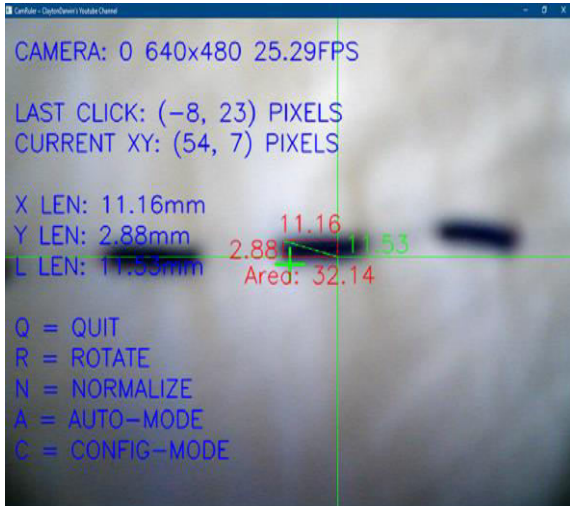 CamRuler - ClaytonDarwin's Youtube Channel
CAMERA: 0 640x480 25.29FPS
LAST CLICK: (-8, 23) PIXELS
CURRENT XY: (54, 7) PIXELS
X LEN: 11.16mm
Y LEN: 2.88mm
L LEN: 11.53mm
11.16
2.88
11.53
Area: 32.14
Q = QUIT
R = ROTATE
N = NORMALIZE
A = AUTO-MODE
C = CONFIG-MODE